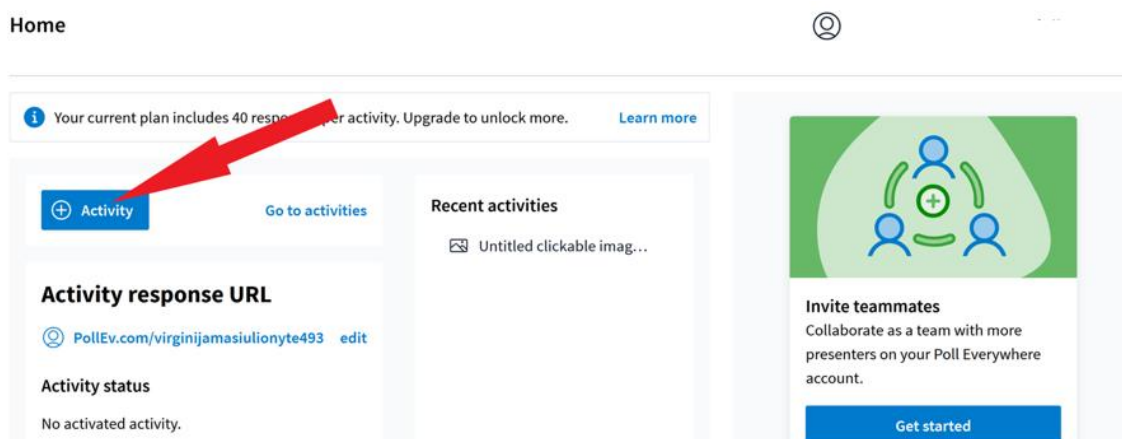 Home
Your current plan includes 40 responses per activity. Upgrade to unlock more. Learn more
Activity
Go to activities
Recent activities
Untitled clickable imag...
Activity response URL
PollEv.com/virginijamasiulionyte493 edit
Activity status
No activated activity.
Invite teammates
Collaborate as a team with more
presenters on your Poll Everywhere
account.
Get started